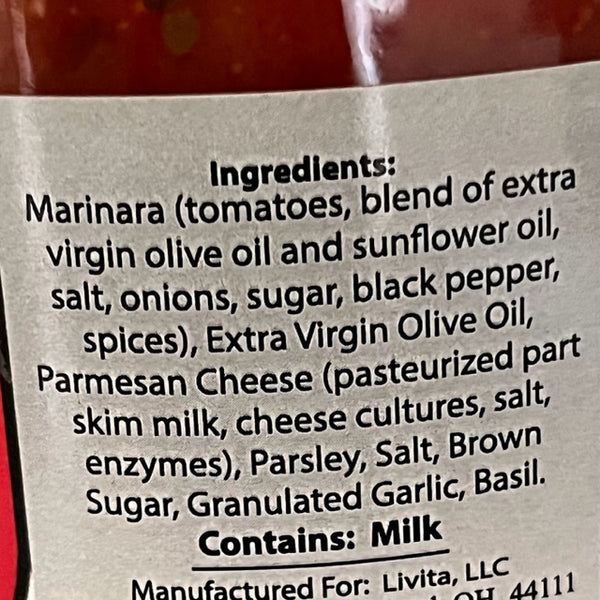 Ingredients:
Marinara (tomatoes, blend of extra
virgin olive oil and sunflower oil,
salt, onions, sugar, black pepper,
spices), Extra Virgin Olive Oil,
Parmesan Cheese (pasteurized part
skim milk, cheese cultures, salt,
enzymes), Parsley, Salt, Brown
Sugar, Granulated Garlic, Basil.
Contains: Milk
Manufactured For: Livita, LLC
OH 44111